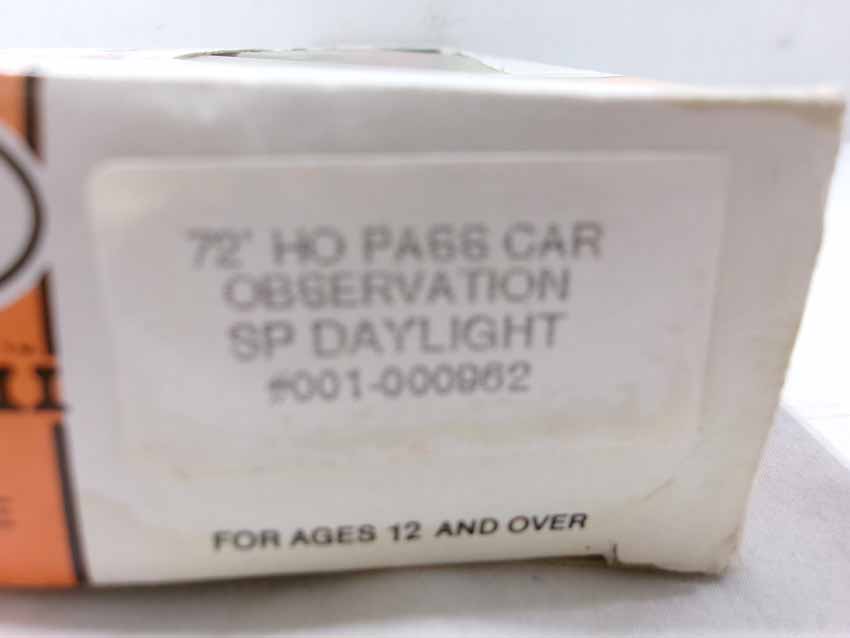 72' HO PASS CAR
OBSERVATION
SP DAYLIGHT
#001-000962
FOR AGES 12 AND OVER